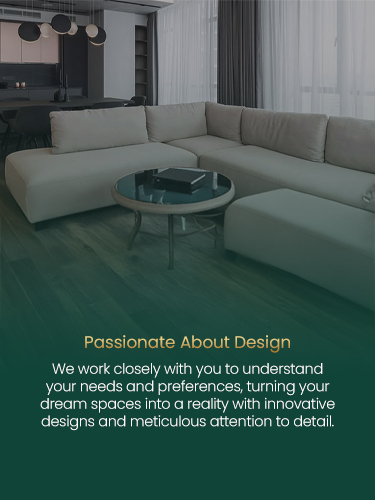 Passionate About Design
We work closely with you to understand
your needs and preferences, turning your
dream spaces into a reality with innovative
designs and meticulous attention to detail.